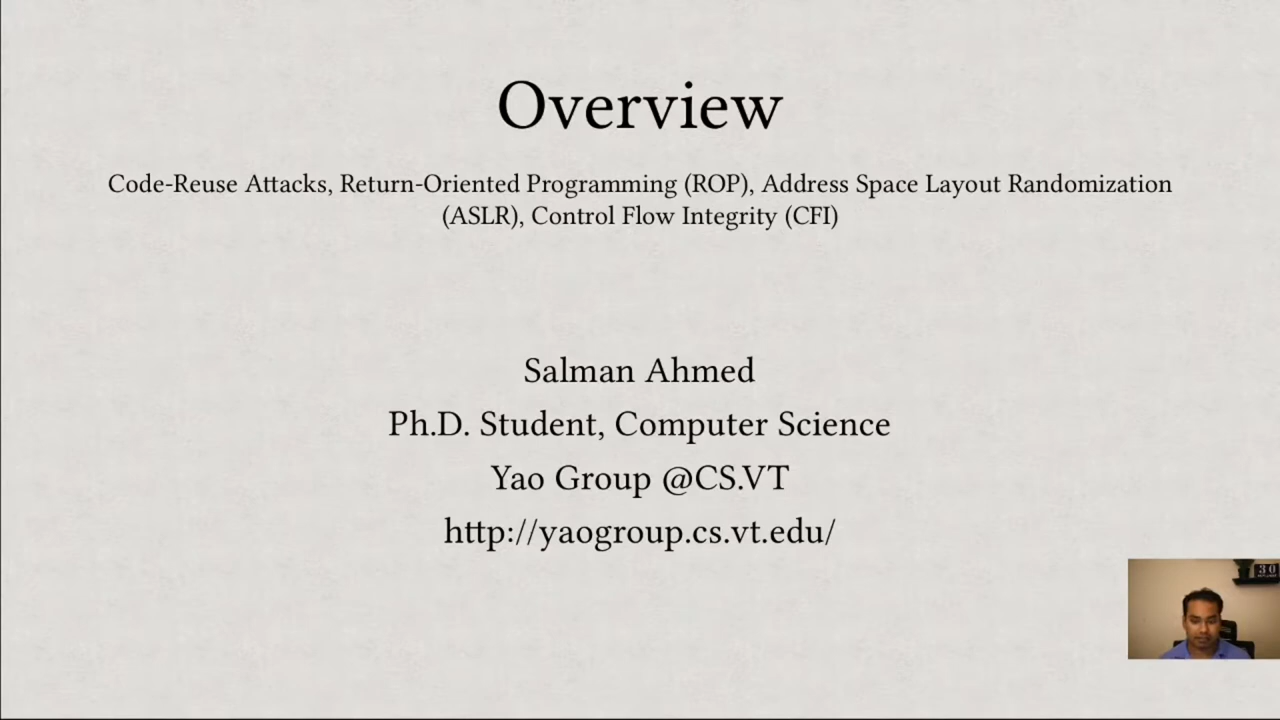 Overview
Code-Reuse Attacks, Return-Oriented Programming (ROP), Address Space Layout Randomization
(ASLR), Control Flow Integrity (CFI)
Salman Ahmed
Ph.D. Student, Computer Science
Yao Group @CS.VT
http://yaogroup.cs.vt.edu/
30